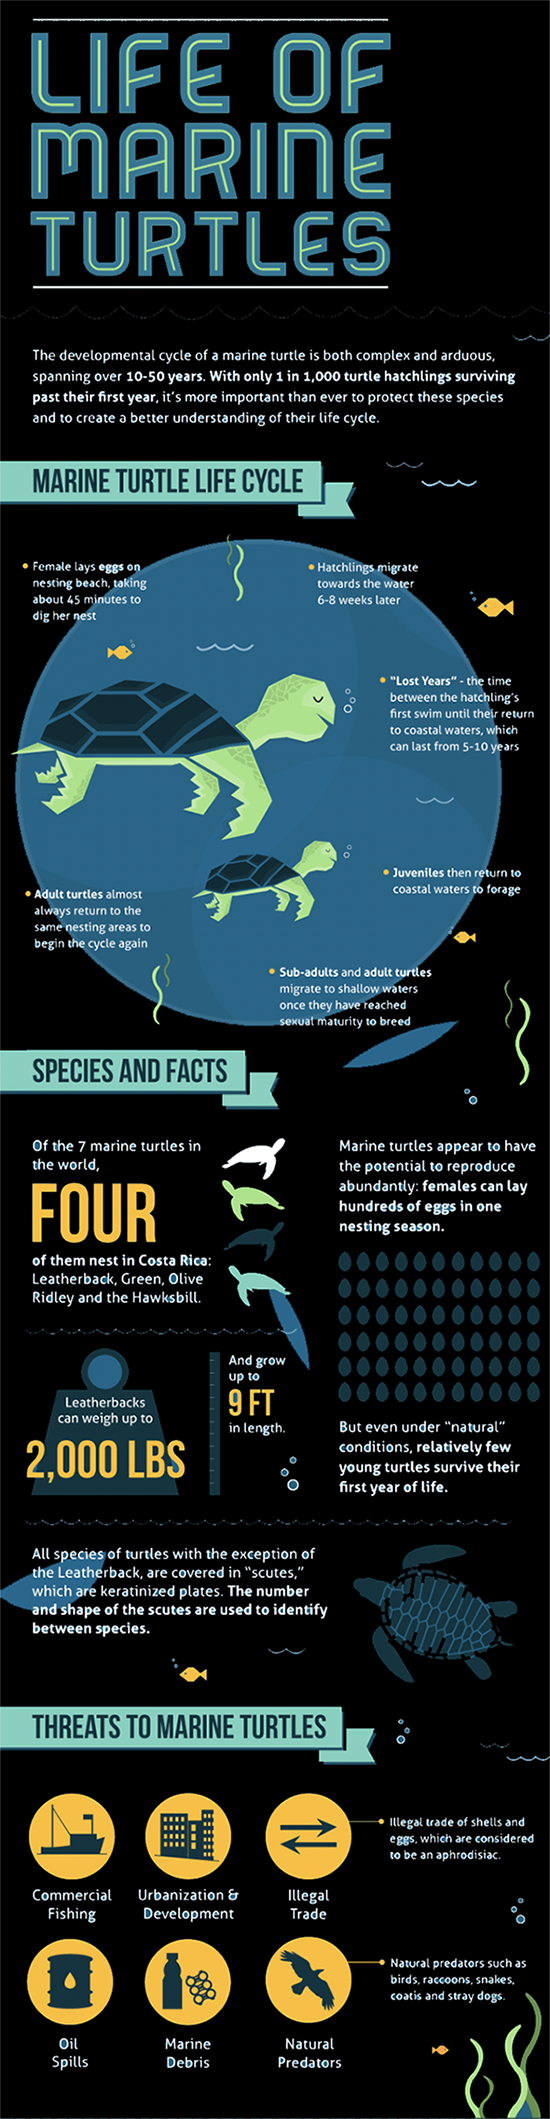 LIFE OF
MARINE
TURTLES
The developmental cycle of a marine turtle is both complex and arduous,
spanning over 10-50 years. With only 1 in 1,000 turtle hatchlings surviving
past their first year, it's more important than ever to protect these species
and to create a better understanding of their life cycle.
MARINE TURTLE LIFE CYCLE
Female lays eggs on
nesting beach, taking
about 45 minutes to
dig her nest
Hatchlings migrate
towards the water
6-8 weeks later
"Lost Years" - the time
between the hatchling's
first swim until their return
to coastal waters, which
can last from 5-10 years
Juveniles then return to
coastal waters to forage
Adult turtles almost
always return to the
same nesting areas to
begin the cycle again
Sub-adults and adult turtles
migrate to shallow waters
once they have reached
sexual maturity to breed
SPECIES AND FACTS
Of the 7 marine turtles in
the world,
FOUR
of them nest in Costa Rica:
Leatherback, Green, Olive
Ridley and the Hawksbill.
Marine turtles appear to have
the potential to reproduce
abundantly: females can lay
hundreds of eggs in one
nesting season.
Leatherbacks
can weigh up to
2,000 LBS
And grow
up to
9 FT
in length.
But even under "natural"
conditions, relatively few
young turtles survive their
first year of life.
All species of turtles with the exception of
the Leatherback, are covered in "scutes,"
which are keratinized plates. The number
and shape of the scutes are used to identify
between species.
THREATS TO MARINE TURTLES
Commercial
Fishing
Urbanization &
Development
Illegal
Trade
Illegal trade of shells and
eggs, which are considered
to be an aphrodisiac.
Oil
Spills
Marine
Debris
Natural
Predators
Natural predators such as
birds, raccoons, snakes,
coatis and stray dogs.